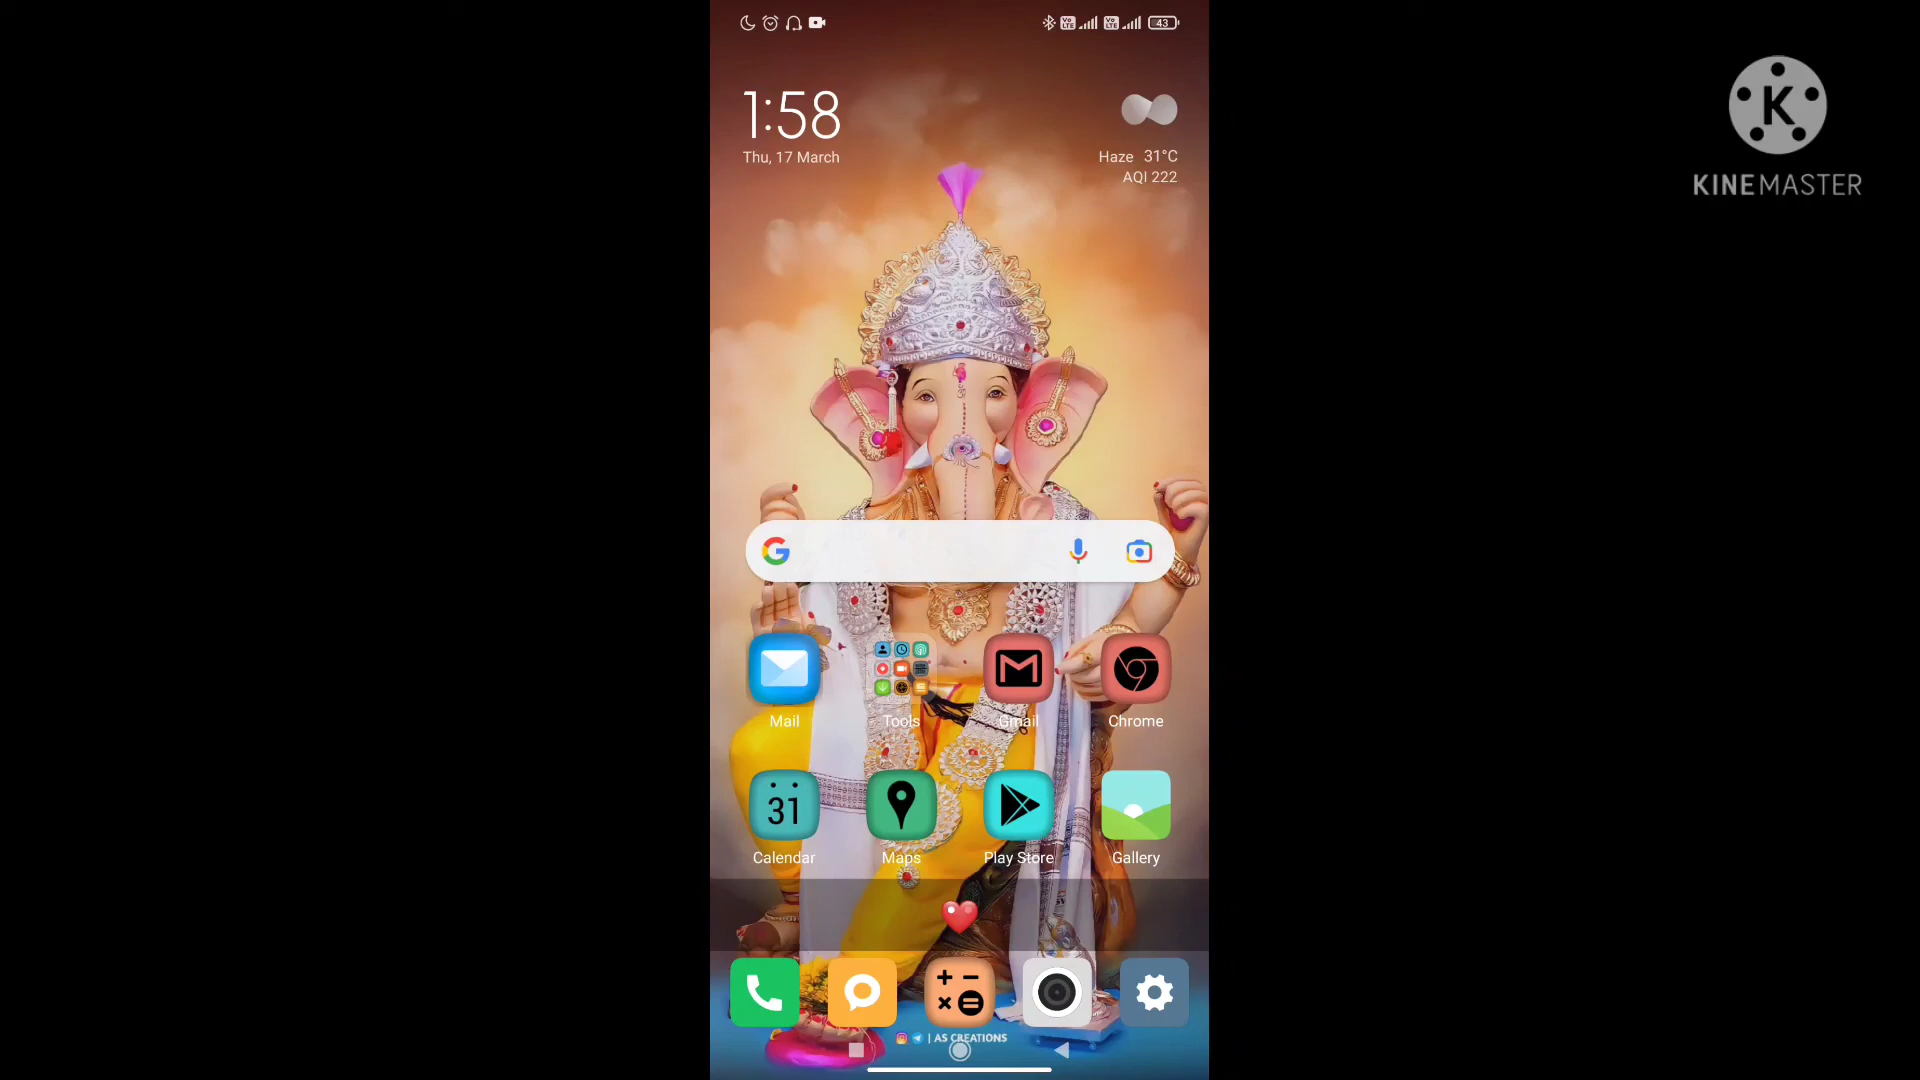 43
1:58
Thu, 17 March
Haze 31°C
AQI 222
K
KINEMASTER
Mail
Tools
Gmail
Chrome
31
Calendar
Maps
Play Store
Gallery
| AS CREATIONS